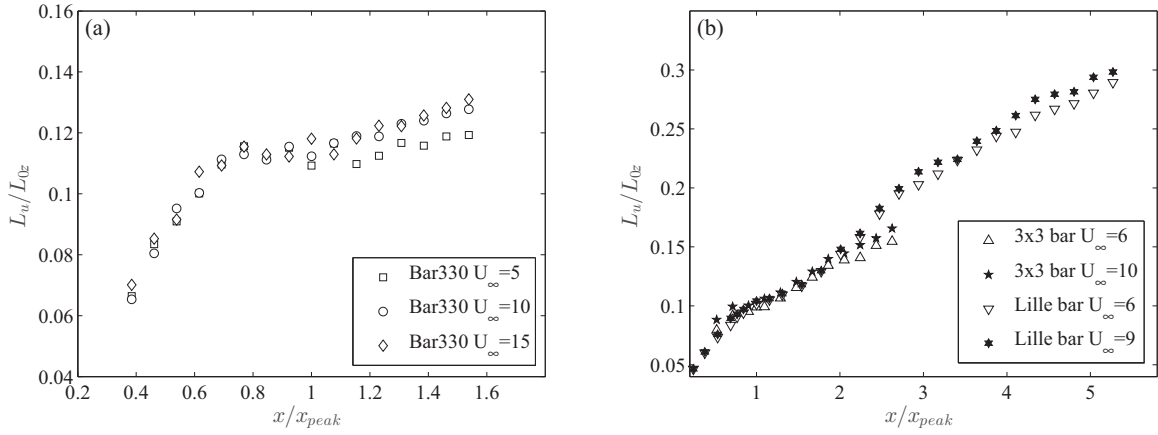 (a)
0.16
0.14
0.12
0.1
0.08
0.06
0.04
0.2 0.4 0.6 0.8 1 1.2 1.4 1.6
L_u/L_{0z}
x/x_{peak}
Bar330 U_∞=5
Bar330 U_∞=10
Bar330 U_∞=15
(b)
0.3
0.25
0.2
0.15
0.1
0.05
1 2 3 4 5
L_u/L_{0z}
x/x_{peak}
3x3 bar U_∞=6
3x3 bar U_∞=10
Lille bar U_∞=6
Lille bar U_∞=9